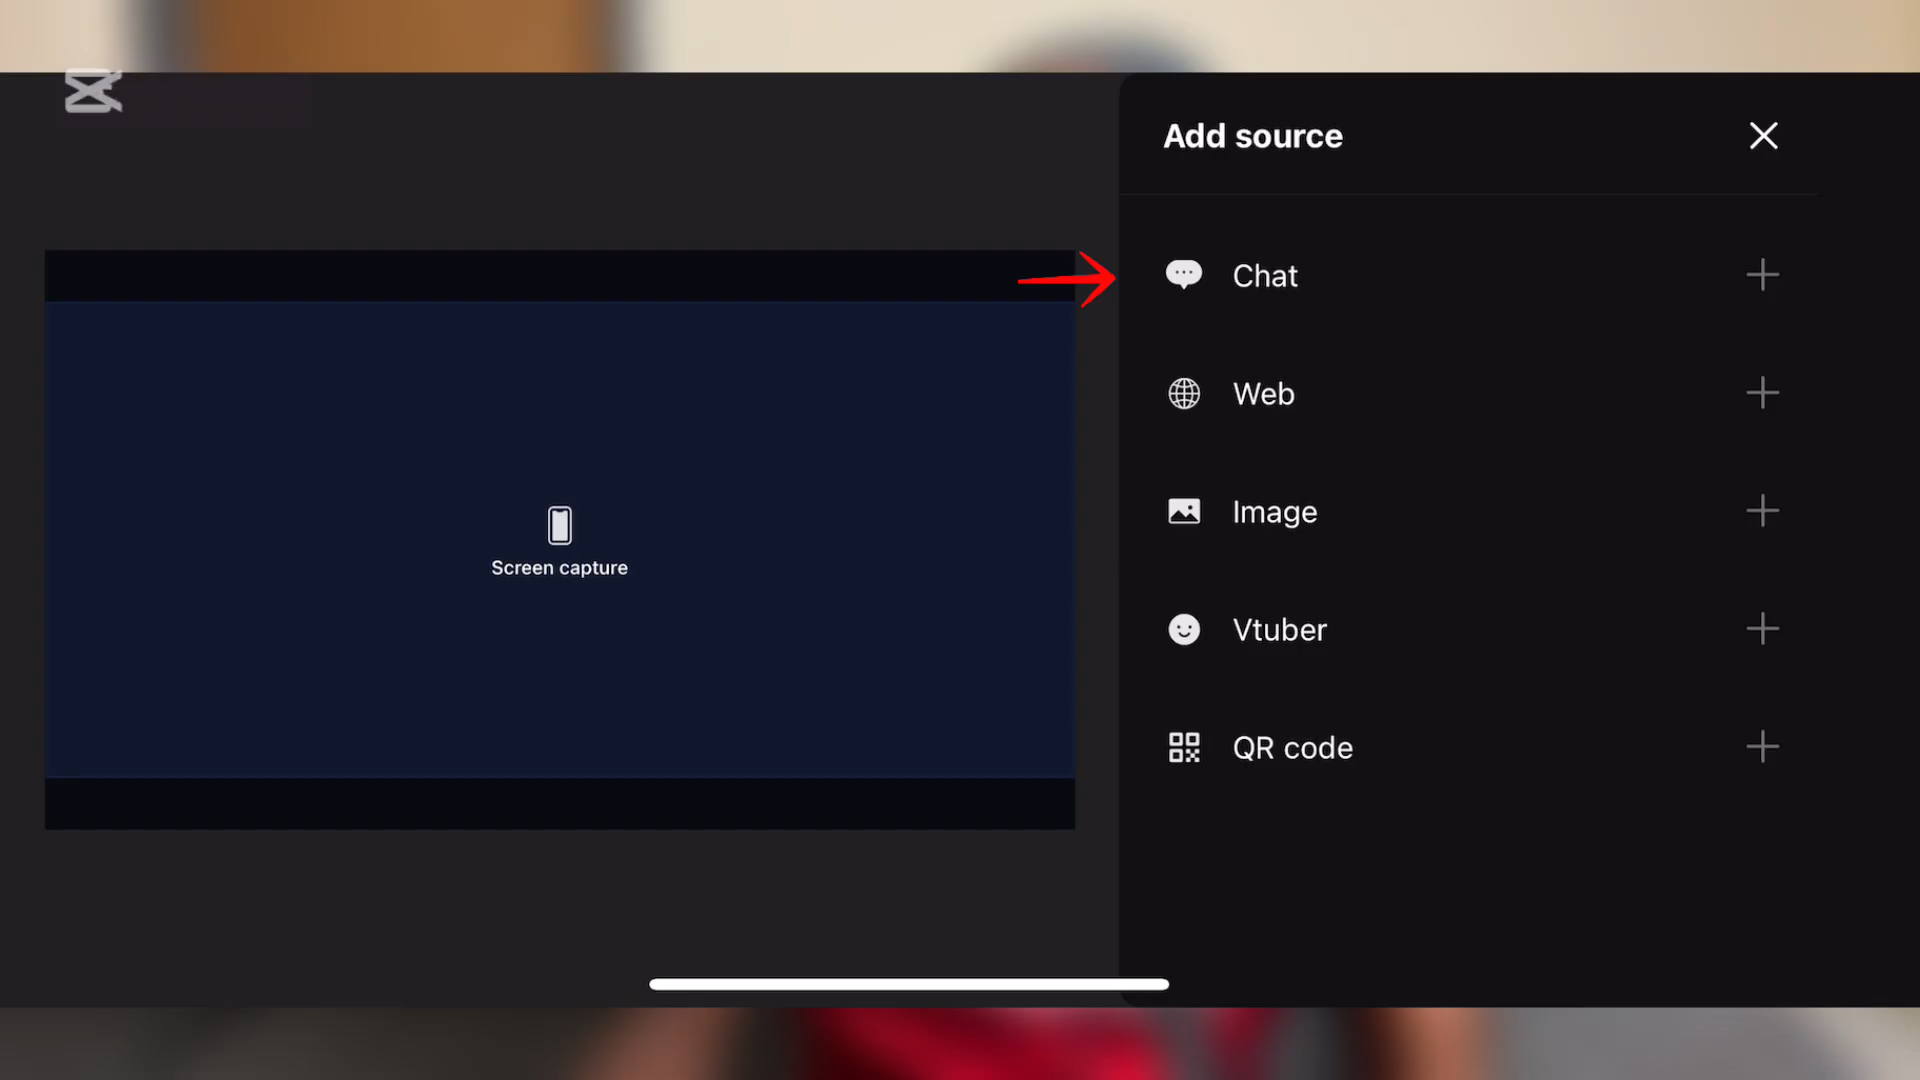 Add source
Chat
Web
Image
Vtuber
QR code
Screen capture